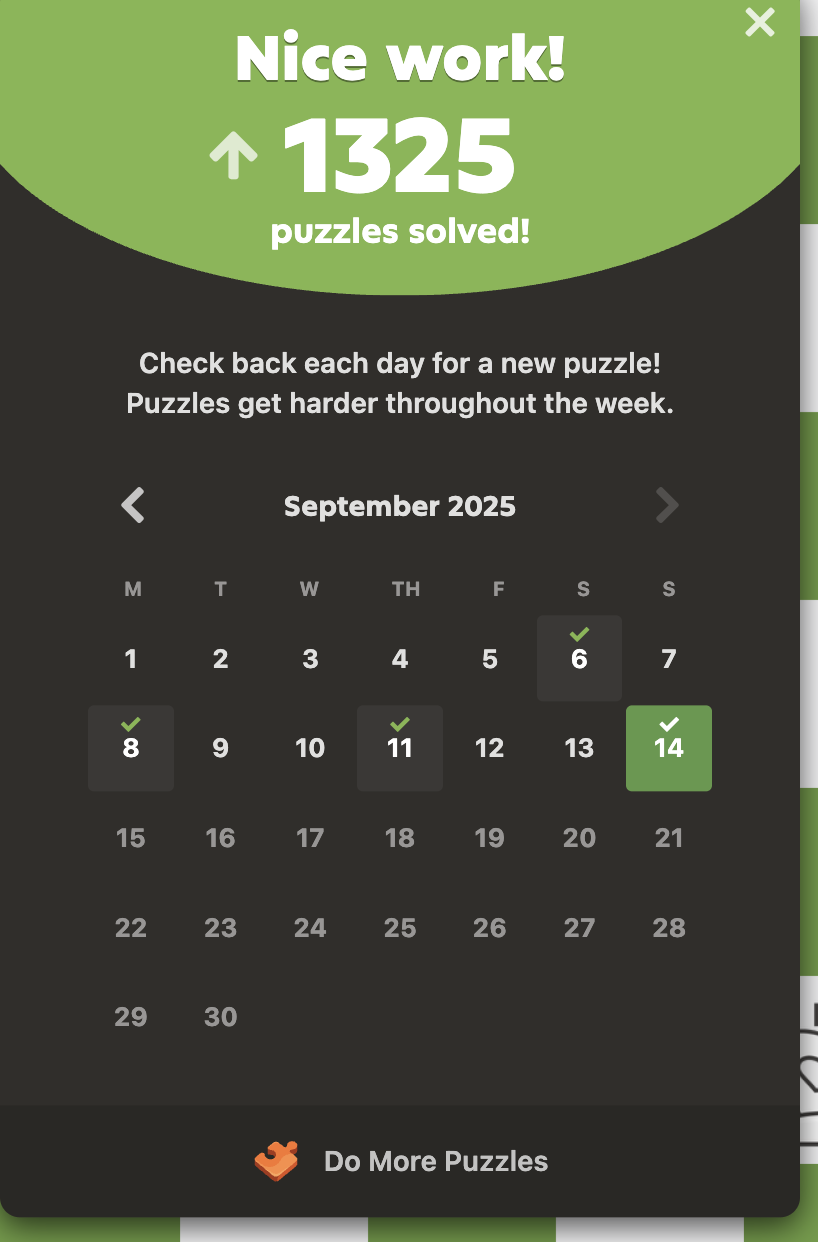 Nice work!
1325
puzzles solved!
Check back each day for a new puzzle!
Puzzles get harder throughout the week.
September 2025
M T W TH F S S
1 2 3 4 5 6 7
8 9 10 11 12 13 14
15 16 17 18 19 20 21
22 23 24 25 26 27 28
29 30
Do More Puzzles